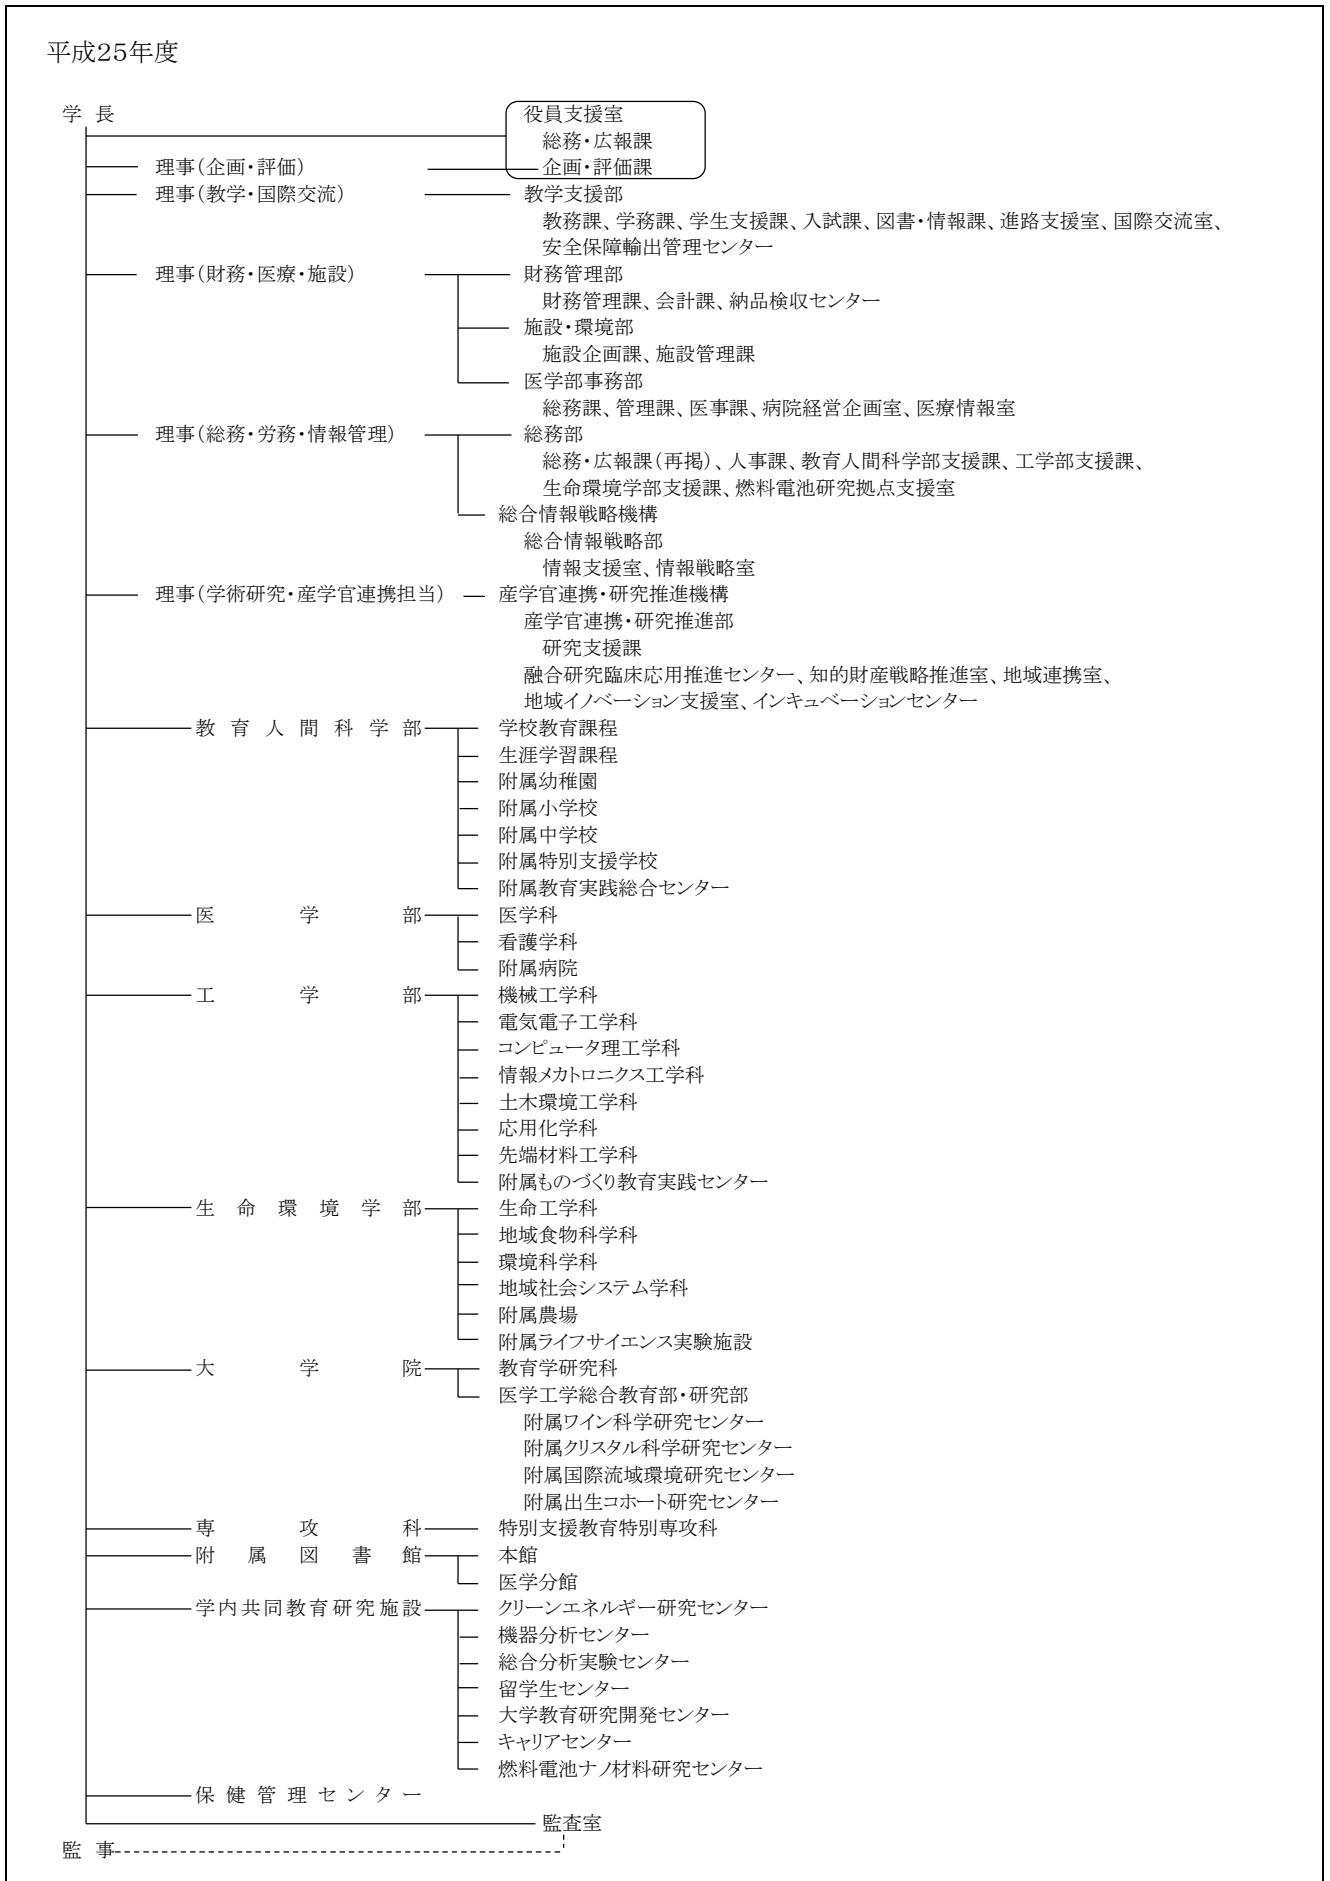 平成25年度
学 長
役員支援室
総務・広報課
理事(企画・評価)
企画・評価課
理事(教学・国際交流)
教学支援部
教務課、学務課、学生支援課、入試課、図書・情報課、進路支援室、国際交流室、
安全保障輸出管理センター
理事(財務・医療・施設)
財務管理部
財務管理課、会計課、納品検収センター
施設・環境部
施設企画課、施設管理課
医学部事務部
総務課、管理課、医事課、病院経営企画室、医療情報室
理事(総務・労務・情報管理)
総務部
総務・広報課(再掲)、人事課、教育人間科学部支援課、工学部支援課、
生命環境学部支援課、燃料電池研究拠点支援室
総合情報戦略機構
総合情報戦略部
情報支援室、情報戦略室
理事(学術研究・産学官連携担当)
産学官連携・研究推進機構
産学官連携・研究推進部
研究支援課
融合研究臨床応用推進センター、知的財産戦略推進室、地域連携室、
地域イノベーション支援室、インキュベーションセンター
教育人間科学部
学校教育課程
生涯学習課程
附属幼稚園
附属小学校
附属中学校
附属特別支援学校
附属教育実践総合センター
医学部
医学科
看護学科
附属病院
工学部
機械工学科
電気電子工学科
コンピュータ理工学科
情報メカトロニクス工学科
土木環境工学科
応用化学科
先端材料工学科
附属ものづくり教育実践センター
生命環境学部
生命工学科
地域食物科学科
環境科学科
地域社会システム学科
附属農場
附属ライフサイエンス実験施設
大学院
教育学研究科
医学工学総合教育部・研究部
附属ワイン科学研究センター
附属クリスタル科学研究センター
附属国際流域環境研究センター
附属出生コホート研究センター
専攻科
特別支援教育特別専攻科
附属図書館
本館
医学分館
学内共同教育研究施設
クリーンエネルギー研究センター
機器分析センター
総合分析実験センター
留学生センター
大学教育研究開発センター
キャリアセンター
燃料電池ナノ材料研究センター
保健管理センター
監査室
監 事